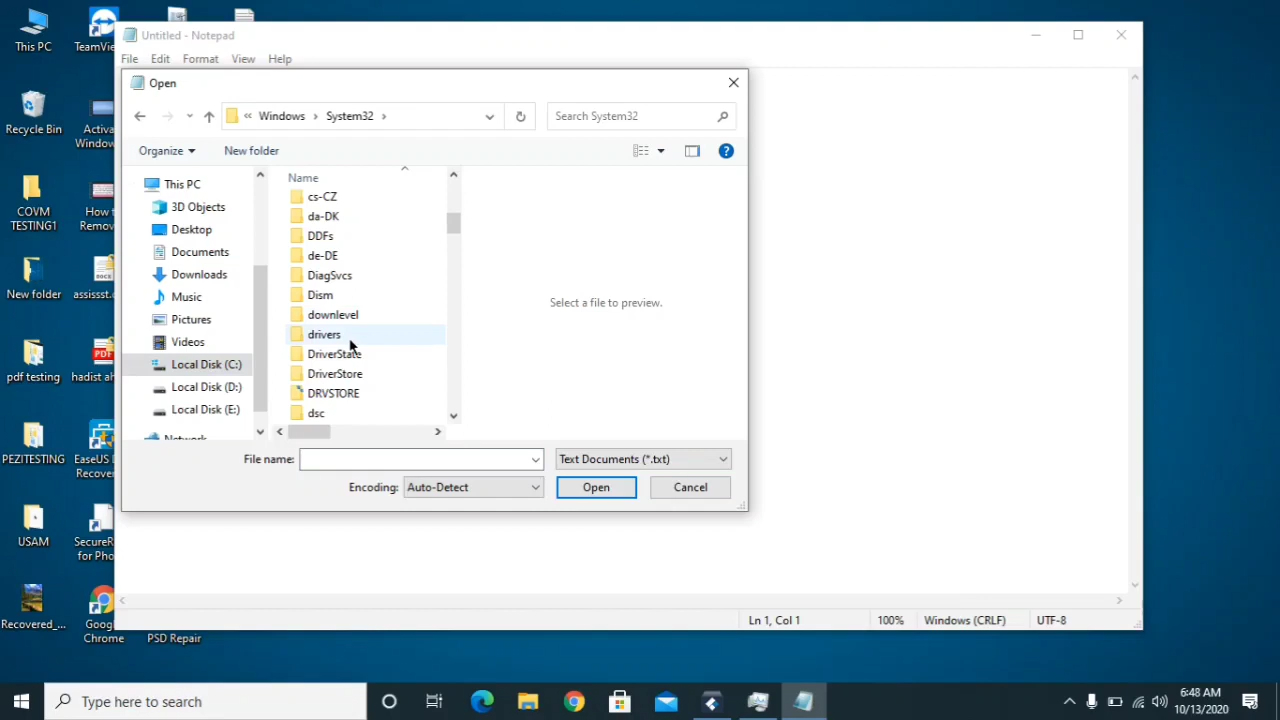 This PC
TeamVie
Recycle Bin
Activa
Window
COVM
TESTING1
How t
Remov
New folder
assissst.
pdf testing
hadist ah
PEZITESTING
EaseUS
Recover
USAM
SecureR
for Pho
Recovered_...
Google
Chrome
PSD Repair
Untitled - Notepad
File Edit Format View Help
Open
« Windows › System32 ›
Search System32
Organize
New folder
This PC
3D Objects
Desktop
Documents
Downloads
Music
Pictures
Videos
Local Disk (C:)
Local Disk (D:)
Local Disk (E:)
Network
Name
cs-CZ
da-DK
DDFs
de-DE
DiagSvcs
Dism
downlevel
drivers
DriverState
DriverStore
DRVSTORE
dsc
Select a file to preview.
File name:
Text Documents (*.txt)
Encoding: Auto-Detect
Open
Cancel
Ln 1, Col 1
100%
Windows (CRLF)
UTF-8
Type here to search
6:48 AM
10/13/2020